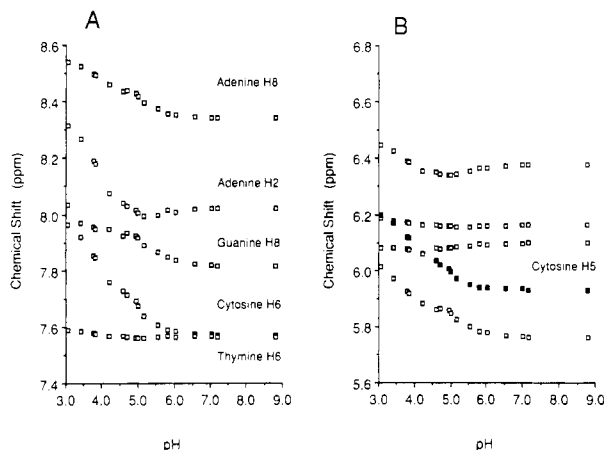 A
8.6
8.4
8.2
8.0
7.8
7.6
7.4
Chemical Shift (ppm)
Adenine H8
Adenine H2
Guanine H8
Cytosine H6
Thymine H6
3.0 4.0 5.0 6.0 7.0 8.0 9.0
pH
B
6.8
6.6
6.4
6.2
6.0
5.8
5.6
Chemical Shift (ppm)
Cytosine H5
3.0 4.0 5.0 6.0 7.0 8.0 9.0
pH